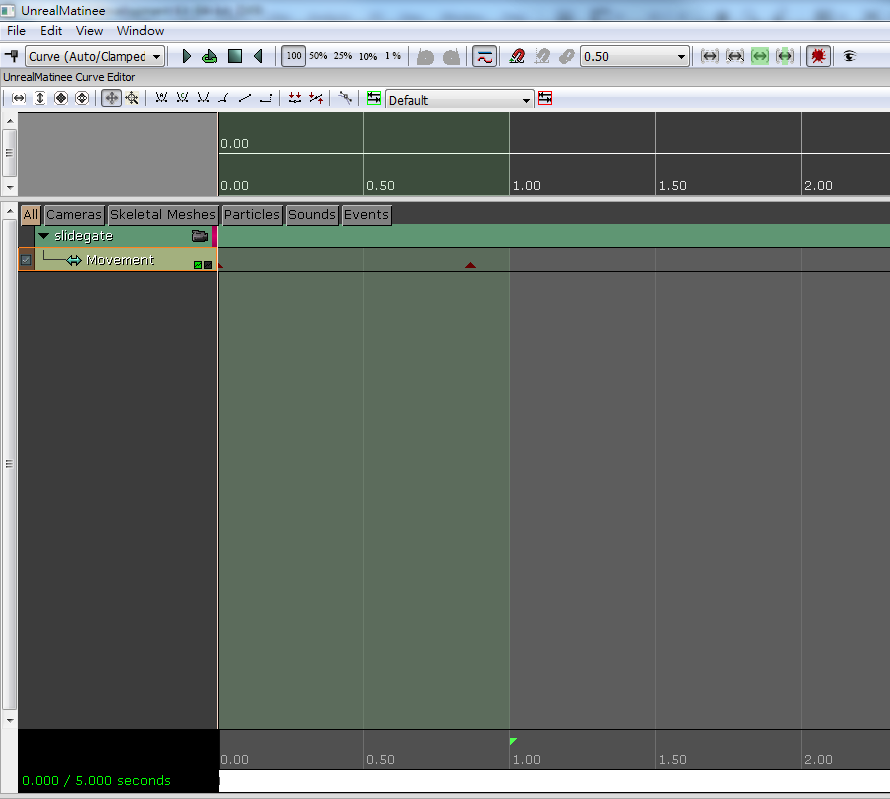 UnrealMatinee
File Edit View Window
Curve (Auto/Clamped 100 50% 25% 10% 1 % 0.50
UnrealMatinee Curve Editor
Default
0.00
0.00 0.50 1.00 1.50 2.00
All Cameras Skeletal Meshes Particles Sounds Events
slidegate
Movement
0.00 0.50 1.00 1.50 2.00
0.000 / 5.000 seconds